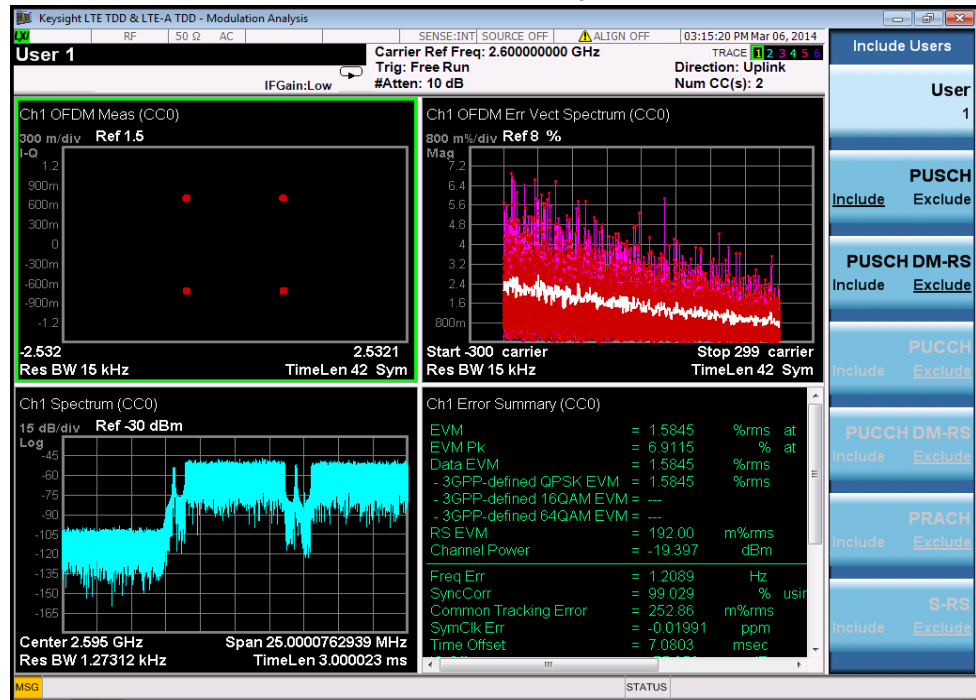 Keysight LTE TDD & LTE-A TDD - Modulation Analysis
LXI RF 50 Ω AC SENSE:INT SOURCE OFF ALIGN OFF 03:15:20 PM Mar 06, 2014
User 1
Carrier Ref Freq: 2.600000000 GHz TRACE 1 2 3 4 5 6
Trig: Free Run Direction: Uplink
IFGain:Low #Atten: 10 dB Num CC(s): 2
Ch1 OFDM Meas (CC0)
300 m/div Ref 1.5
I-Q
1.2
900m
600m
300m
0
-300m
-600m
-900m
-1.2
-2.532 2.5321
Res BW 15 kHz TimeLen 42 Sym
Ch1 OFDM Err Vect Spectrum (CC0)
800 m%/div Ref 8 %
Mag
7.2
6.4
5.6
4.8
4
3.2
2.4
1.6
800m
Start -300 carrier Stop 299 carrier
Res BW 15 kHz TimeLen 42 Sym
Ch1 Spectrum (CC0)
15 dB/div Ref -30 dBm
Log
-45
-60
-75
-90
-105
-120
-135
-150
-165
Center 2.595 GHz Span 25.0000762939 MHz
Res BW 1.27312 kHz TimeLen 3.000023 ms
Ch1 Error Summary (CC0)
EVM = 1.5845 %rms at
EVM Pk = 6.9115 % at
Data EVM = 1.5845 %rms
- 3GPP-defined QPSK EVM = 1.5845 %rms
- 3GPP-defined 16QAM EVM = ---
- 3GPP-defined 64QAM EVM = ---
RS EVM = 192.00 m%rms
Channel Power = -19.397 dBm
Freq Err = 1.2089 Hz
SyncCorr = 99.029 % usin
Common Tracking Error = 252.86 m%rms
SymClk Err = -0.01991 ppm
Time Offset = 7.0803 msec
Include Users
User
1
PUSCH
Include Exclude
PUSCH DM-RS
Include Exclude
PUCCH
Include Exclude
PUCCH DM-RS
Include Exclude
PRACH
Include Exclude
S-RS
Include Exclude
MSG STATUS